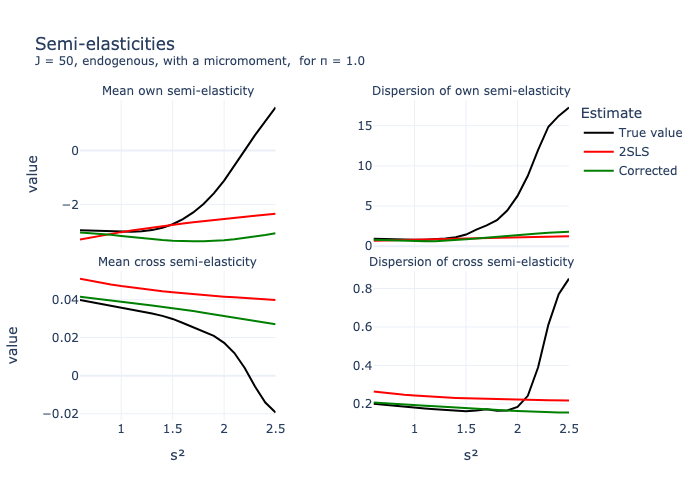 Semi-elasticities
J = 50, endogenous, with a micromoment,  for π = 1.0
Mean own semi-elasticity
Dispersion of own semi-elasticity
Estimate
True value
2SLS
Corrected
value
0
−2
15
10
5
0
Mean cross semi-elasticity
Dispersion of cross semi-elasticity
value
0.04
0.02
0
−0.02
0.8
0.6
0.4
0.2
1
1.5
2
2.5
1
1.5
2
2.5
s²
s²